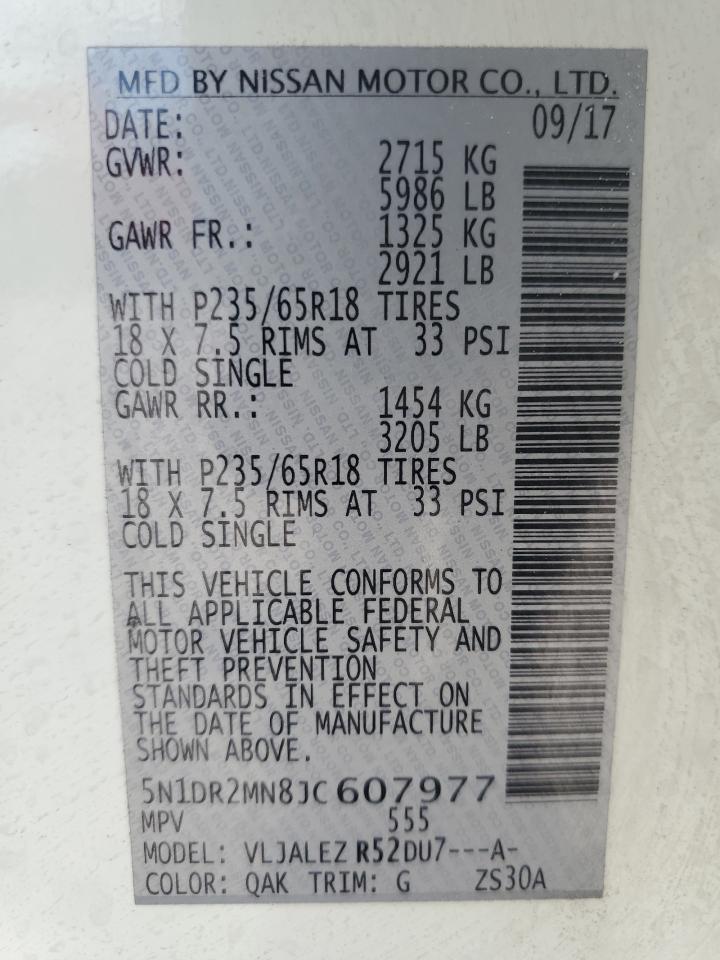 MFD BY NISSAN MOTOR CO., LTD.
DATE: 09/17
GVWR: 2715 KG
5986 LB
GAWR FR.: 1325 KG
2921 LB
WITH P235/65R18 TIRES
18 X 7.5 RIMS AT 33 PSI
COLD SINGLE
GAWR RR.: 1454 KG
3205 LB
WITH P235/65R18 TIRES
18 X 7.5 RIMS AT 33 PSI
COLD SINGLE
THIS VEHICLE CONFORMS TO
ALL APPLICABLE FEDERAL
MOTOR VEHICLE SAFETY AND
THEFT PREVENTION
STANDARDS IN EFFECT ON
THE DATE OF MANUFACTURE
SHOWN ABOVE.
5N1DR2MN8JC607977
MPV 555
MODEL: VLJALEZ R52DU7---A-
COLOR: QAK TRIM: G ZS30A